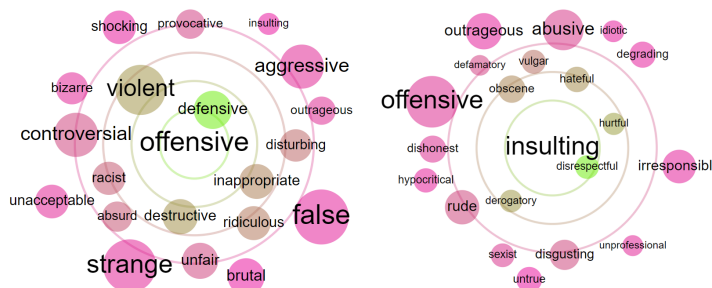 shocking
provocative
insulting
aggressive
violent
bizarre
defensive
outrageous
controversial
offensive
disturbing
racist
inappropriate
unacceptable
absurd
destructive
ridiculous
false
strange
unfair
brutal
outrageous
abusive
idiotic
degrading
defamatory
vulgar
obscene
hateful
offensive
hurtful
dishonest
insulting
disrespectful
irresponsibl
hypocritical
rude
derogatory
sexist
disgusting
unprofessional
untrue